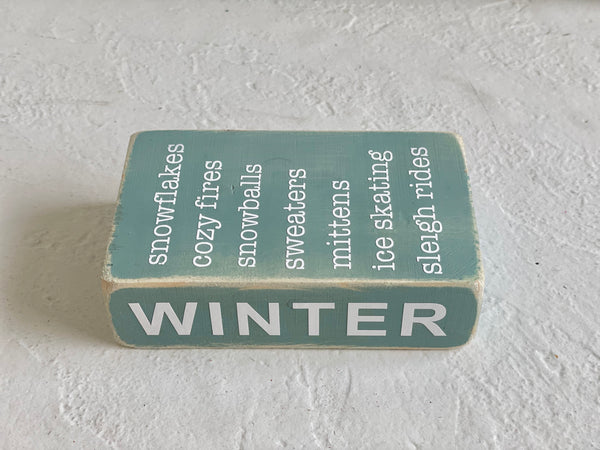 snowflakes
cozy fires
snowballs
sweaters
mittens
ice skating
sleigh rides
WINTER